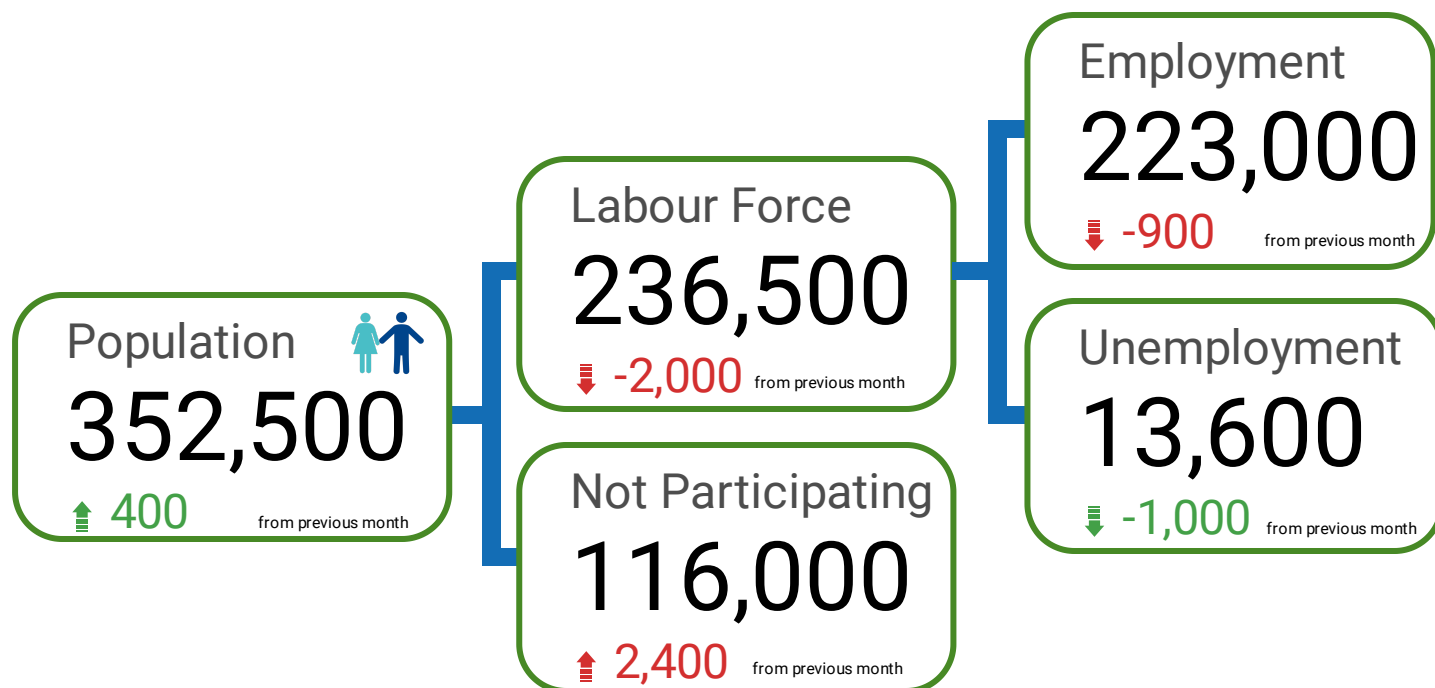 Population
352,500
400 from previous month
Labour Force
236,500
-2,000 from previous month
Not Participating
116,000
2,400 from previous month
Employment
223,000
-900 from previous month
Unemployment
13,600
-1,000 from previous month